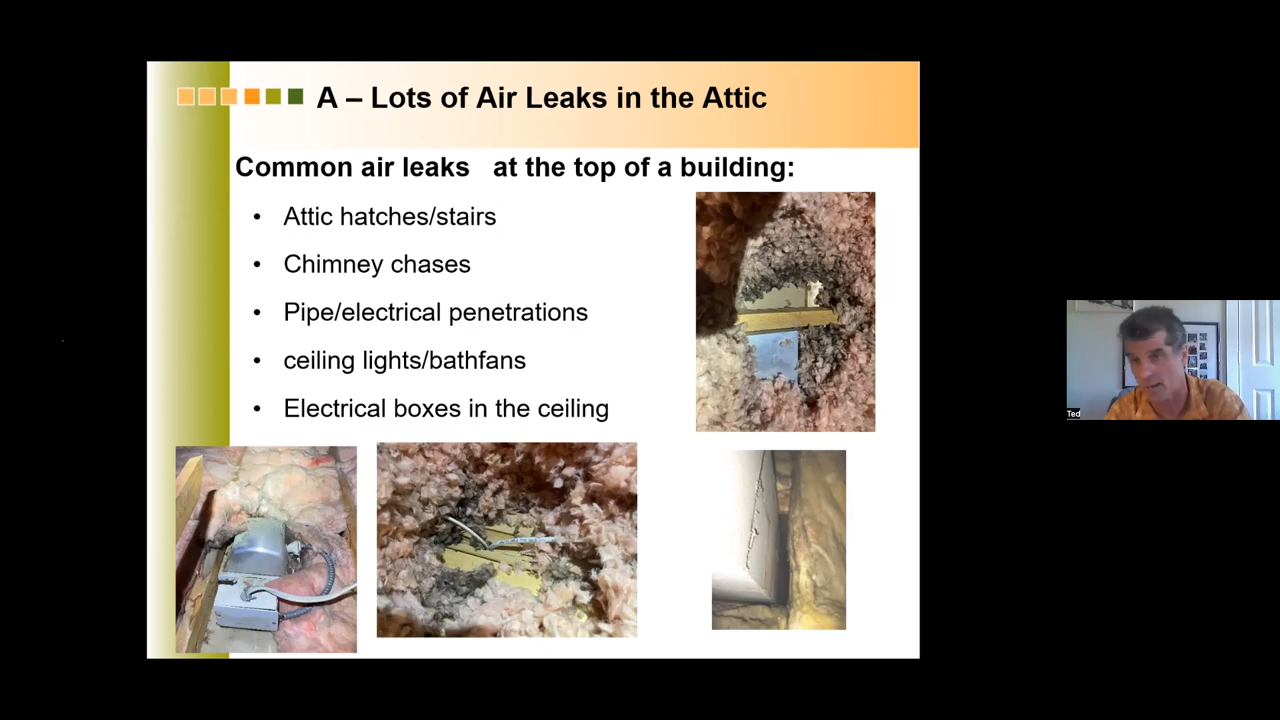 A – Lots of Air Leaks in the Attic
Common air leaks at the top of a building:
• Attic hatches/stairs
• Chimney chases
• Pipe/electrical penetrations
• ceiling lights/bathfans
• Electrical boxes in the ceiling
Ted